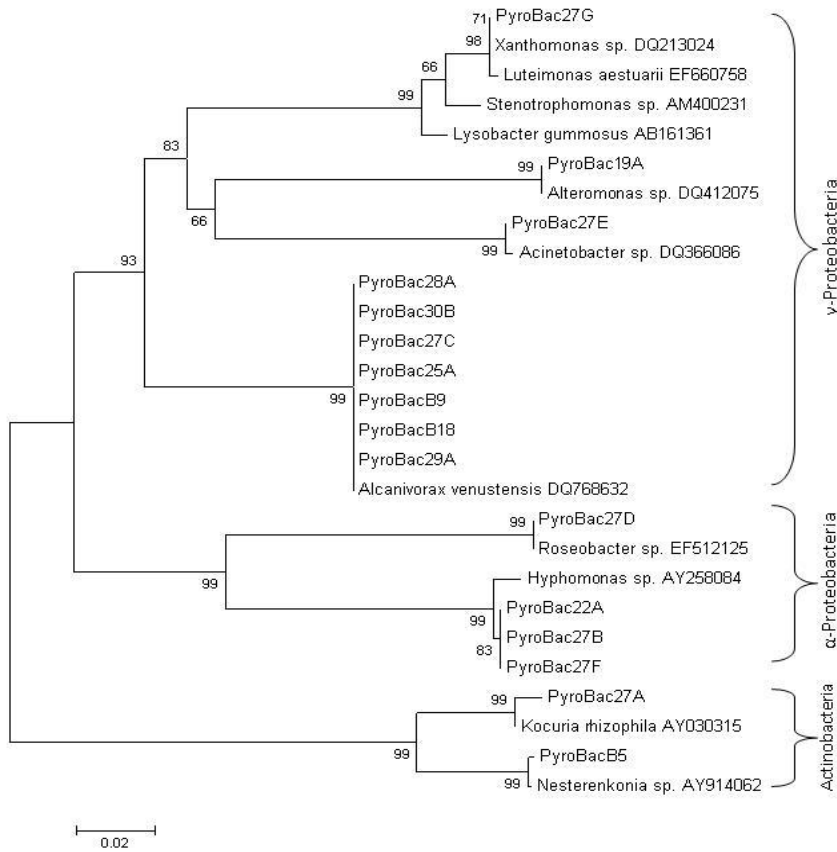 71 PyroBac27G
98 Xanthomonas sp. DQ213024
66 Luteimonas aestuarii EF660758
99 Stenotrophomonas sp. AM400231
Lysobacter gummosus AB161361
83
99 PyroBac19A
Alteromonas sp. DQ412075
66 PyroBac27E
99 Acinetobacter sp. DQ366086
93
PyroBac28A
PyroBac30B
PyroBac27C
PyroBac25A
99 PyroBacB9
PyroBacB18
PyroBac29A
Alcanivorax venustensis DQ768632
γ-Proteobacteria
99 PyroBac27D
Roseobacter sp. EF512125
99 Hyphomonas sp. AY258084
99 PyroBac22A
83 PyroBac27B
PyroBac27F
α-Proteobacteria
99 PyroBac27A
Kocuria rhizophila AY030315
99 PyroBacB5
99 Nesterenkonia sp. AY914062
Actinobacteria
0.02